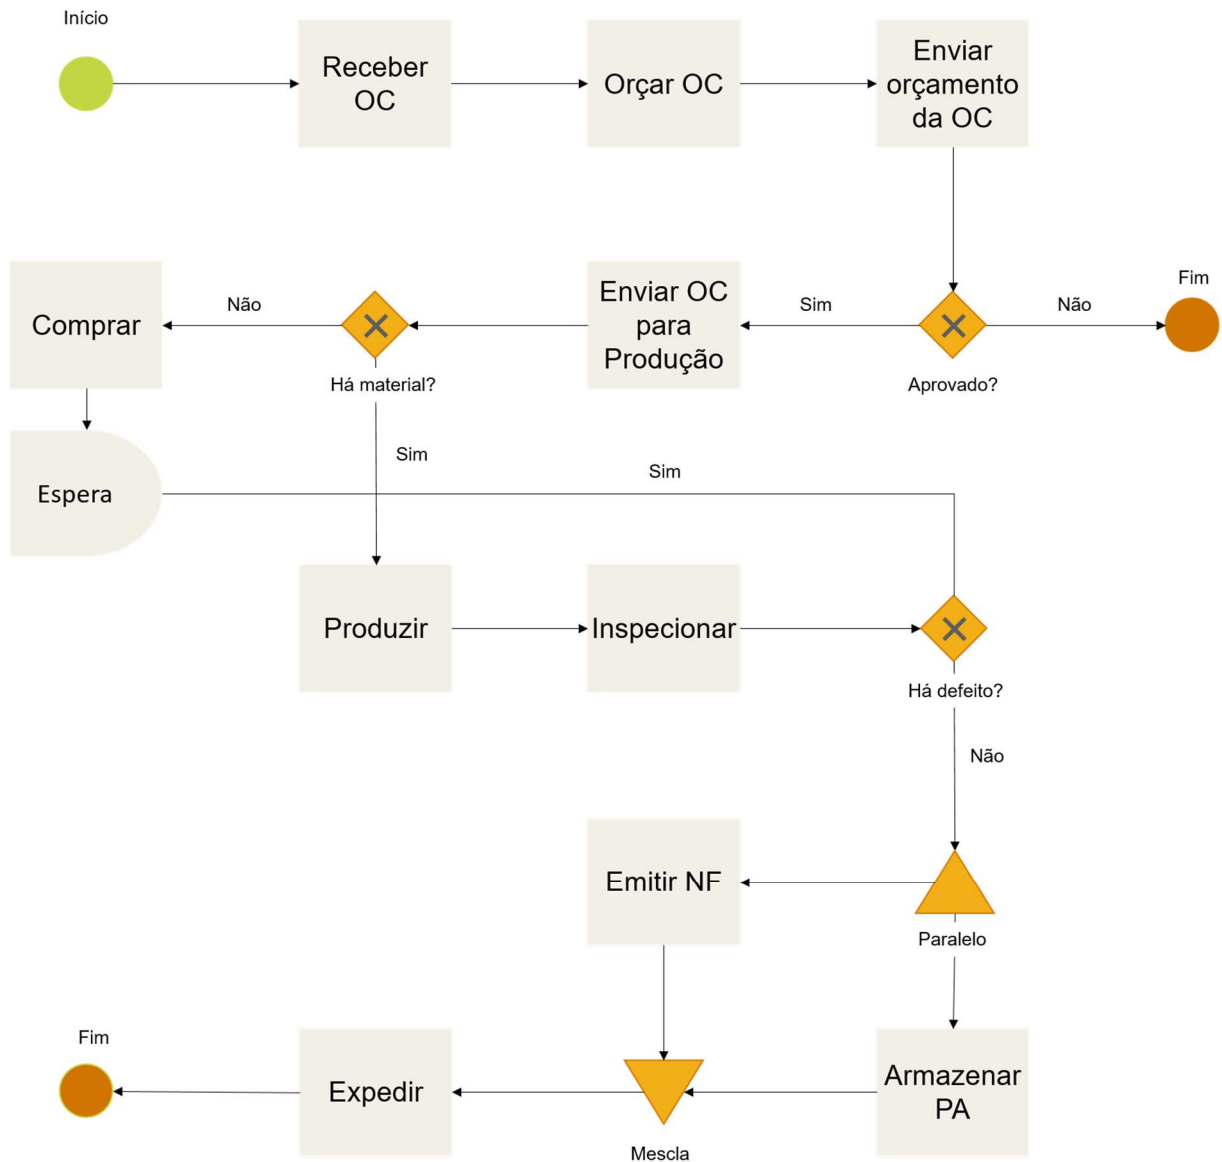 Início
Receber
OC
Orçar OC
Enviar
orçamento
da OC
Comprar
Não
Há material?
Enviar OC
para
Produção
Sim
Aprovado?
Não
Fim
Sim
Sim
Espera
Produzir
Inspecionar
Há defeito?
Não
Emitir NF
Paralelo
Fim
Expedir
Mescla
Armazenar
PA